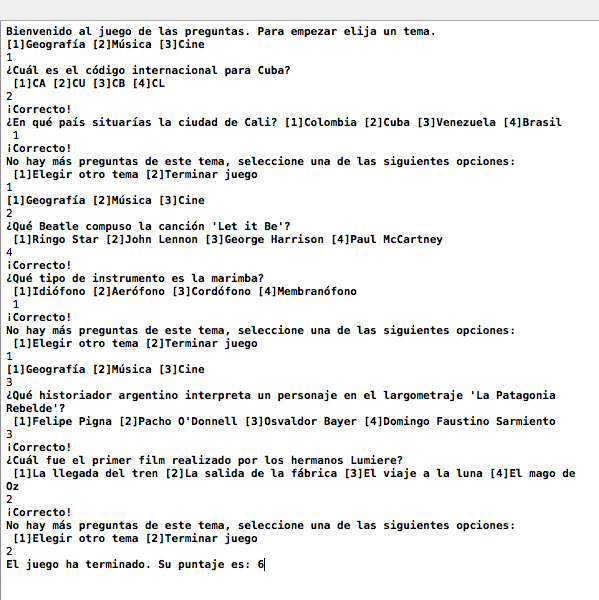 Bienvenido al juego de las preguntas. Para empezar elija un tema.
[1]Geografía [2]Música [3]Cine
1
¿Cuál es el código internacional para Cuba?
[1]CA [2]CU [3]CB [4]CL
2
¡Correcto!
¿En qué país situarías la ciudad de Cali? [1]Colombia [2]Cuba [3]Venezuela [4]Brasil
1
¡Correcto!
No hay más preguntas de este tema, seleccione una de las siguientes opciones:
[1]Elegir otro tema [2]Terminar juego
1
[1]Geografía [2]Música [3]Cine
2
¿Qué Beatle compuso la canción 'Let it Be'?
[1]Ringo Star [2]John Lennon [3]George Harrison [4]Paul McCartney
4
¡Correcto!
¿Qué tipo de instrumento es la marimba?
[1]Idiófono [2]Aerófono [3]Cordófono [4]Membranófono
1
¡Correcto!
No hay más preguntas de este tema, seleccione una de las siguientes opciones:
[1]Elegir otro tema [2]Terminar juego
1
[1]Geografía [2]Música [3]Cine
3
¿Qué historiador argentino interpreta un personaje en el largometraje 'La Patagonia
Rebelde'?
[1]Felipe Pigna [2]Pacho O'Donnell [3]Osvaldor Bayer [4]Domingo Faustino Sarmiento
3
¡Correcto!
¿Cuál fue el primer film realizado por los hermanos Lumiere?
[1]La llegada del tren [2]La salida de la fábrica [3]El viaje a la luna [4]El mago de
Oz
2
¡Correcto!
No hay más preguntas de este tema, seleccione una de las siguientes opciones:
[1]Elegir otro tema [2]Terminar juego
2
El juego ha terminado. Su puntaje es: 6